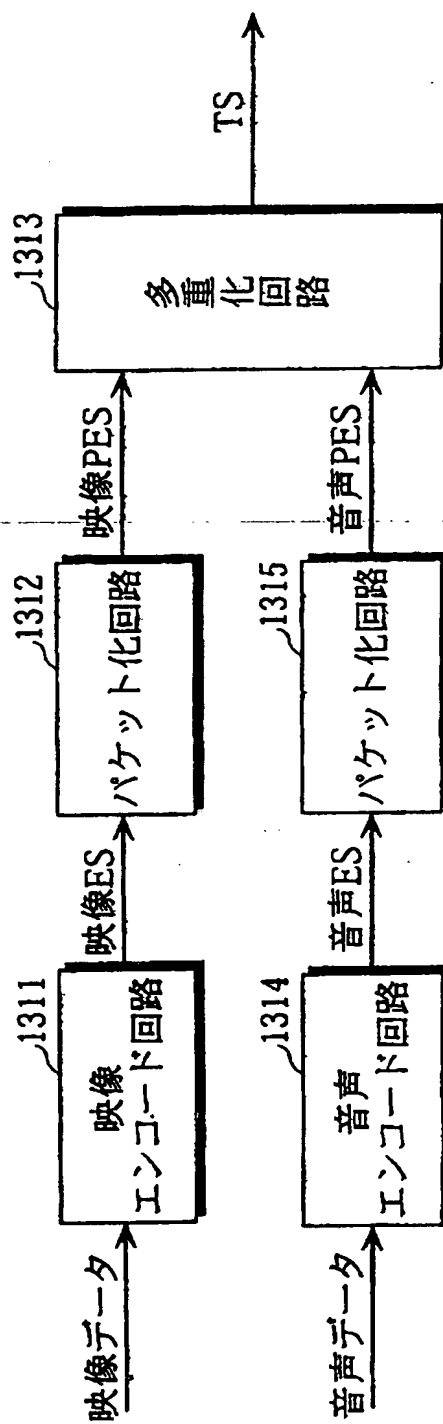 映像データ
1311
映像
エンコード回路
映像ES
1312
パケット化回路
映像PES
1313
多重化回路
TS
音声データ
1314
音声
エンコード回路
音声ES
1315
パケット化回路
音声PES